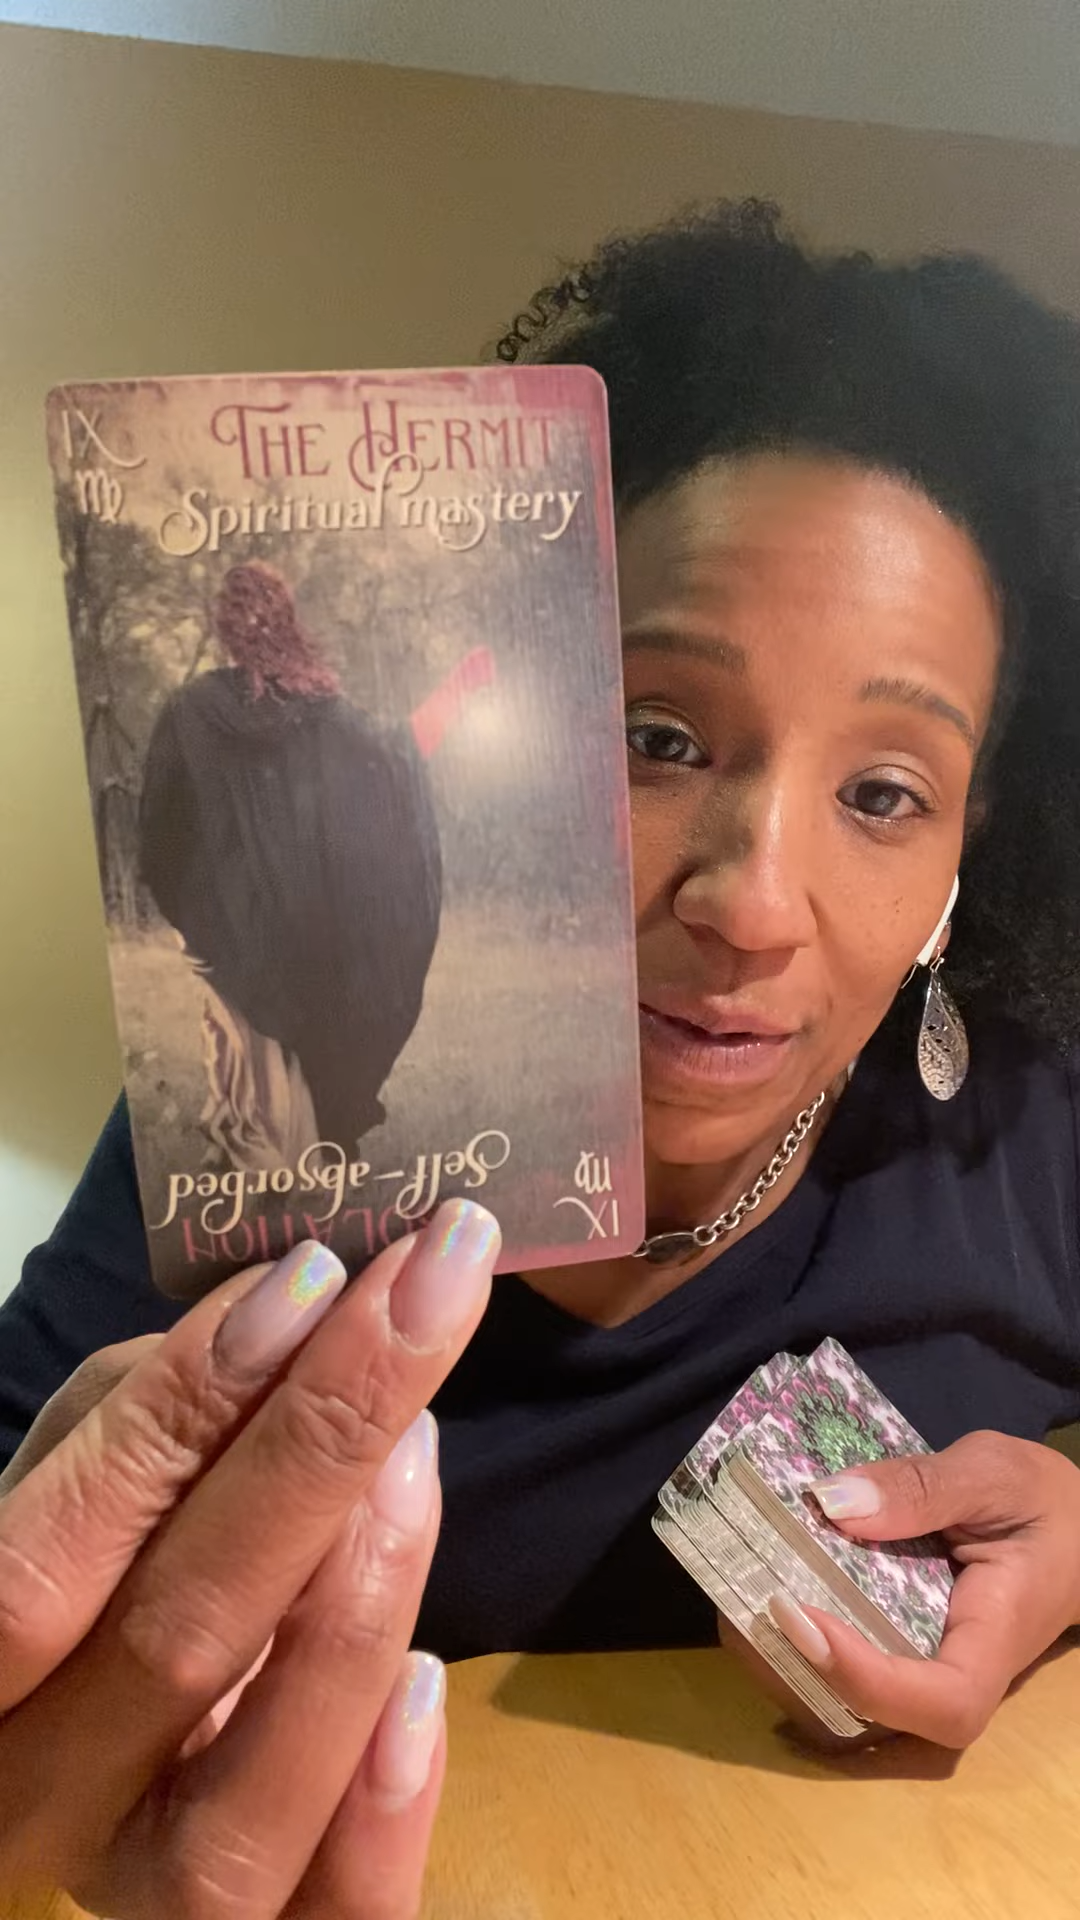 IX
THE HERMIT
♍
Spiritual mastery
Self-absorbed
♍
IX